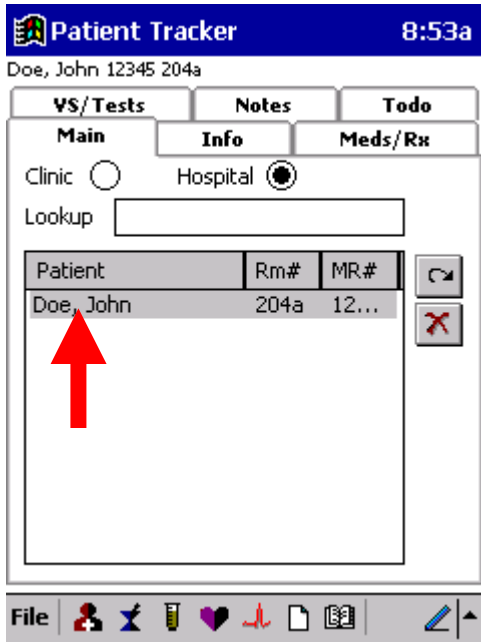 Patient Tracker 8:53a
Doe, John 12345 204a
VS/Tests Notes Todo
Main Info Meds/Rx
Clinic Hospital
Lookup
Patient Rm# MR#
Doe, John 204a 12...
File